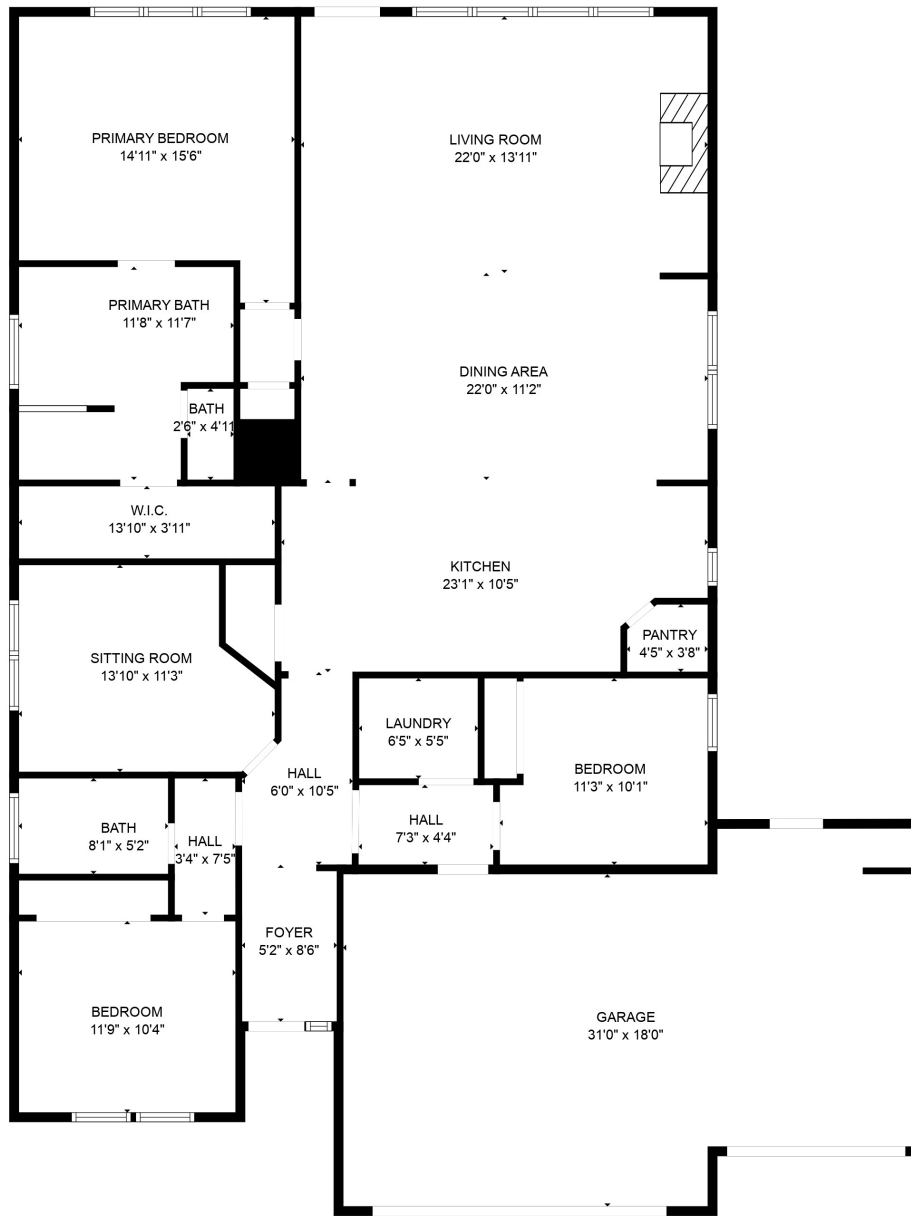 PRIMARY BEDROOM
14'11" x 15'6"
LIVING ROOM
22'0" x 13'11"
PRIMARY BATH
11'8" x 11'7"
DINING AREA
22'0" x 11'2"
BATH
2'6" x 4'11
W.I.C.
13'10" x 3'11"
KITCHEN
23'1" x 10'5"
PANTRY
4'5" x 3'8"
SITTING ROOM
13'10" x 11'3"
LAUNDRY
6'5" x 5'5"
HALL
6'0" x 10'5"
BEDROOM
11'3" x 10'1"
BATH
8'1" x 5'2"
HALL
3'4" x 7'5"
HALL
7'3" x 4'4"
FOYER
5'2" x 8'6"
BEDROOM
11'9" x 10'4"
GARAGE
31'0" x 18'0"